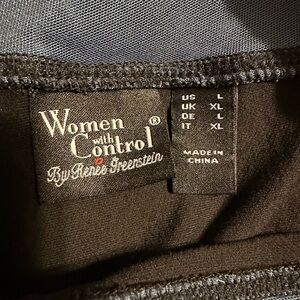 Women
with
Control ®
By Renee Greenstein
US L
UK XL
DE L
IT XL
MADE IN
CHINA